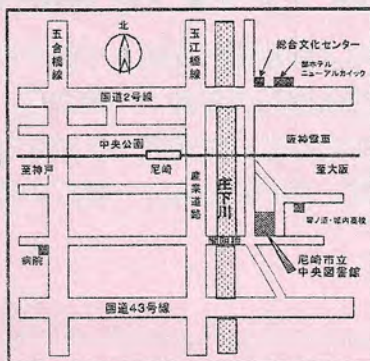 北
五合橋線
玉江橋線
総合文化センター
都ホテル
ニューアルカイック
国道2号線
中央公園
阪神電車
至神戸
尼崎
至大阪
産業道路
庄下川
病院
尼崎市立
中央図書館
国道43号線